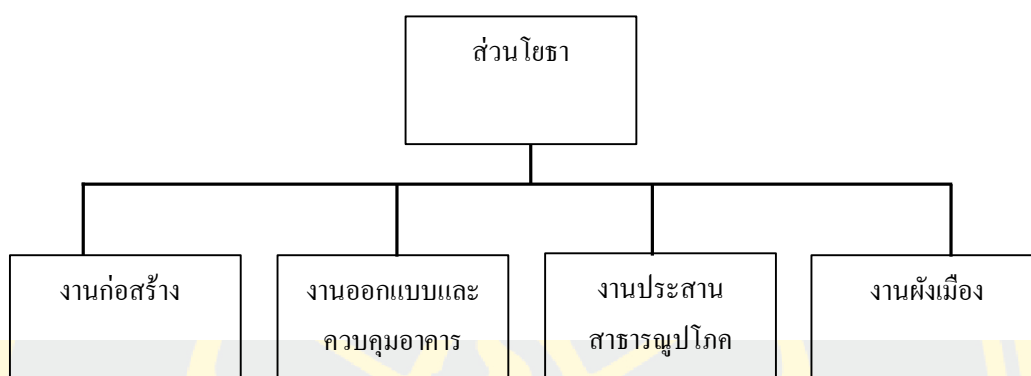 ส่วนโยธา
งานก่อสร้าง
งานออกแบบและ
ควบคุมอาคาร
งานประสาน
สาธารณูปโภค
งานผังเมือง